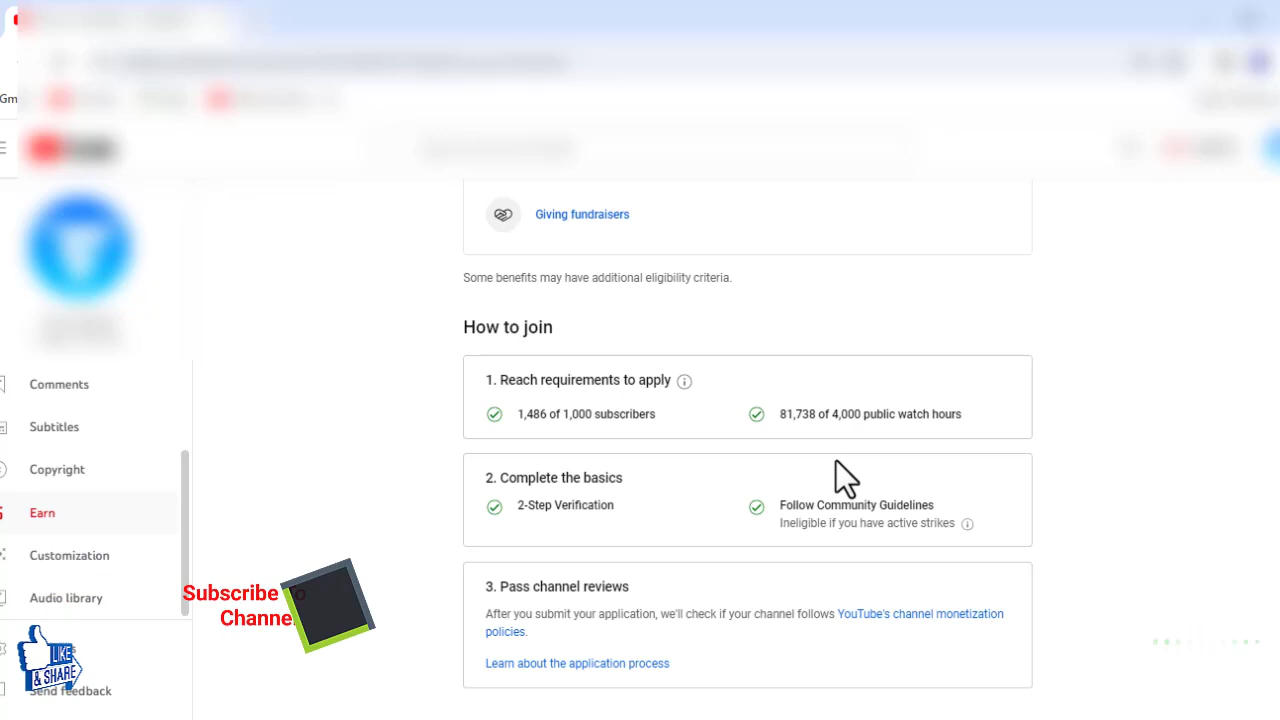 Gm
Giving fundraisers
Some benefits may have additional eligibility criteria.
How to join
1. Reach requirements to apply
1,486 of 1,000 subscribers
81,738 of 4,000 public watch hours
2. Complete the basics
2-Step Verification
Follow Community Guidelines
Ineligible if you have active strikes
3. Pass channel reviews
After you submit your application, we'll check if your channel follows YouTube's channel monetization
policies.
Learn about the application process
Comments
Subtitles
Copyright
Earn
Customization
Audio library
Send feedback
Subscribe
Channel
LIKE
& SHARE